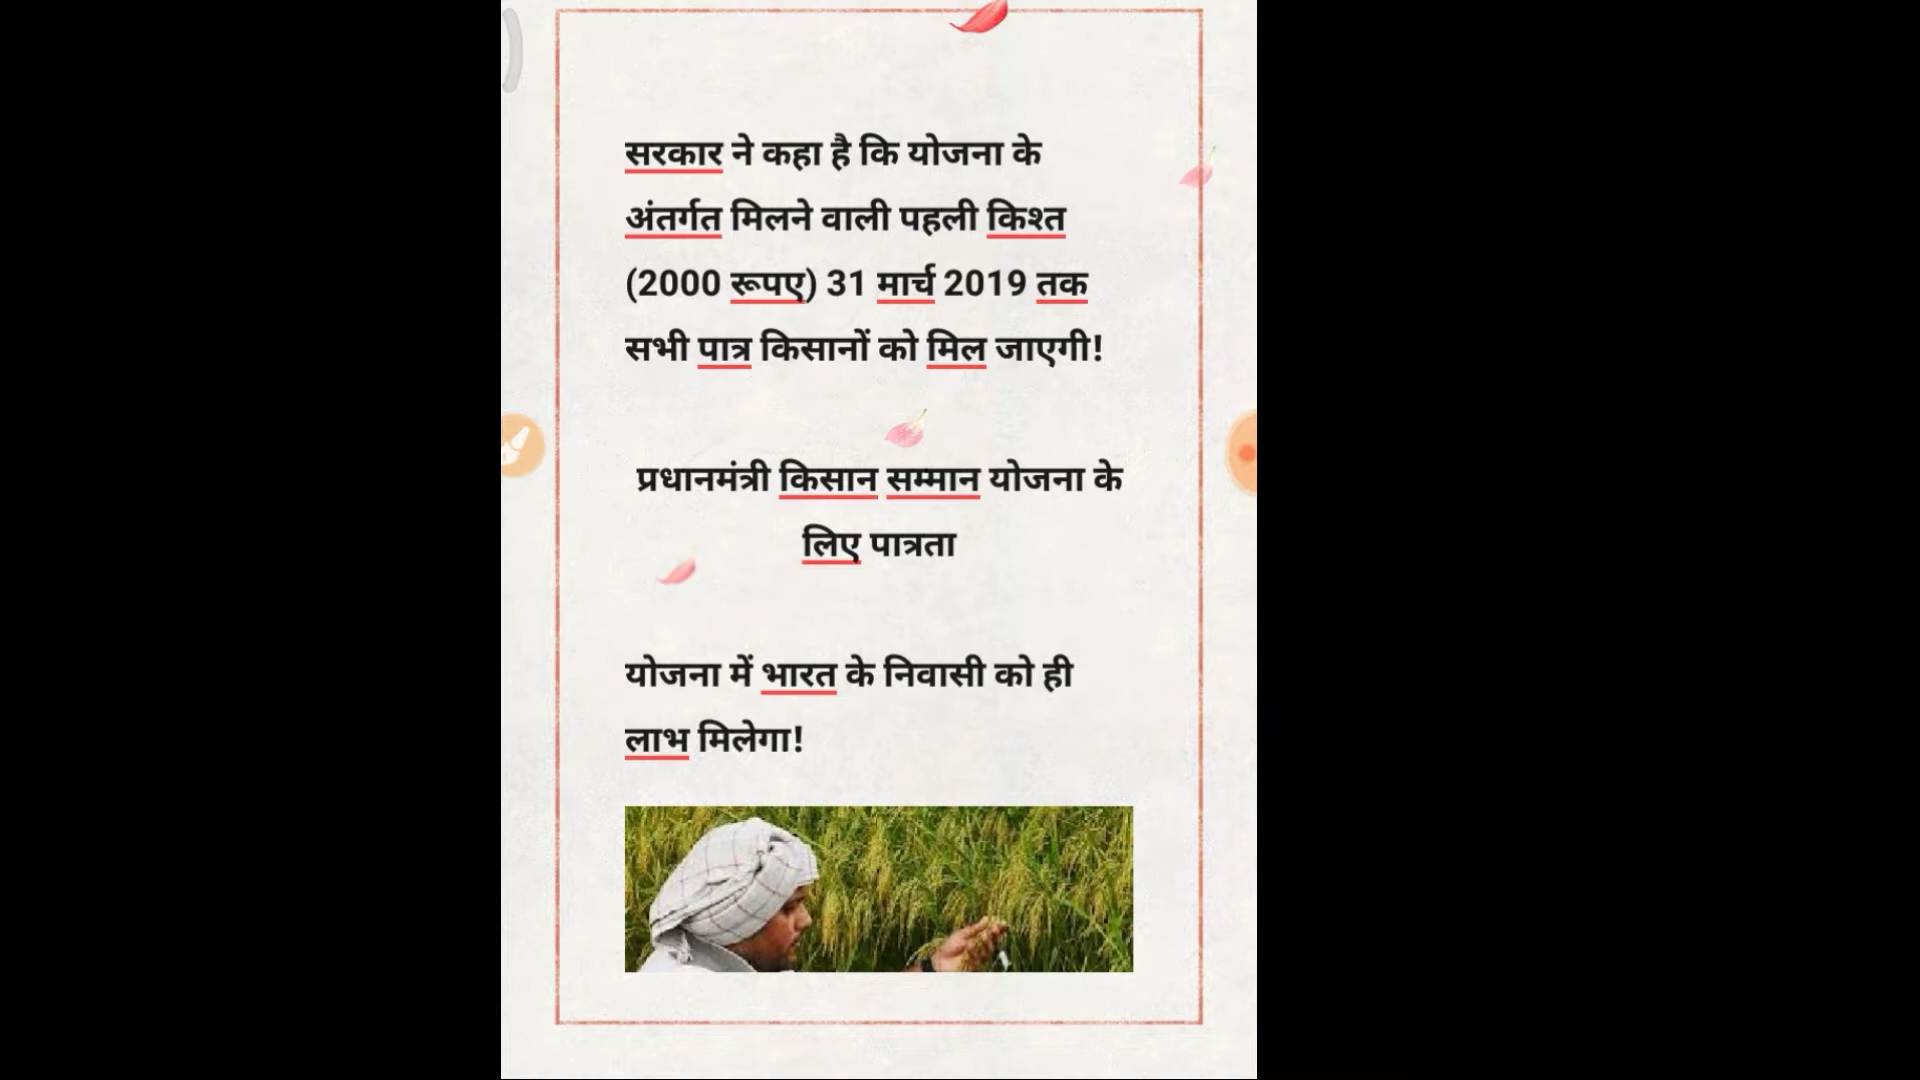 सरकार ने कहा है कि योजना के
अंतर्गत मिलने वाली पहली किश्त
(2000 रूपए) 31 मार्च 2019 तक
सभी पात्र किसानों को मिल जाएगी!
प्रधानमंत्री किसान सम्मान योजना के
लिए पात्रता
योजना में भारत के निवासी को ही
लाभ मिलेगा!